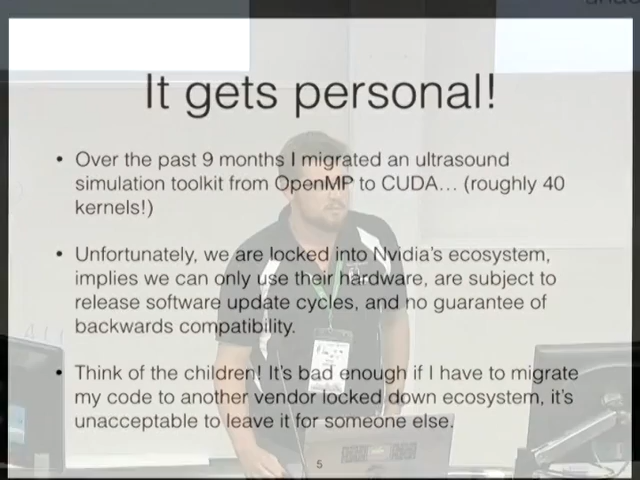 It gets personal!
• Over the past 9 months I migrated an ultrasound
simulation toolkit from OpenMP to CUDA… (roughly 40
kernels!)
• Unfortunately, we are locked into Nvidia's ecosystem,
implies we can only use their hardware, are subject to
release software update cycles, and no guarantee of
backwards compatibility.
• Think of the children! It's bad enough if I have to migrate
my code to another vendor locked down ecosystem, it's
unacceptable to leave it for someone else.
5